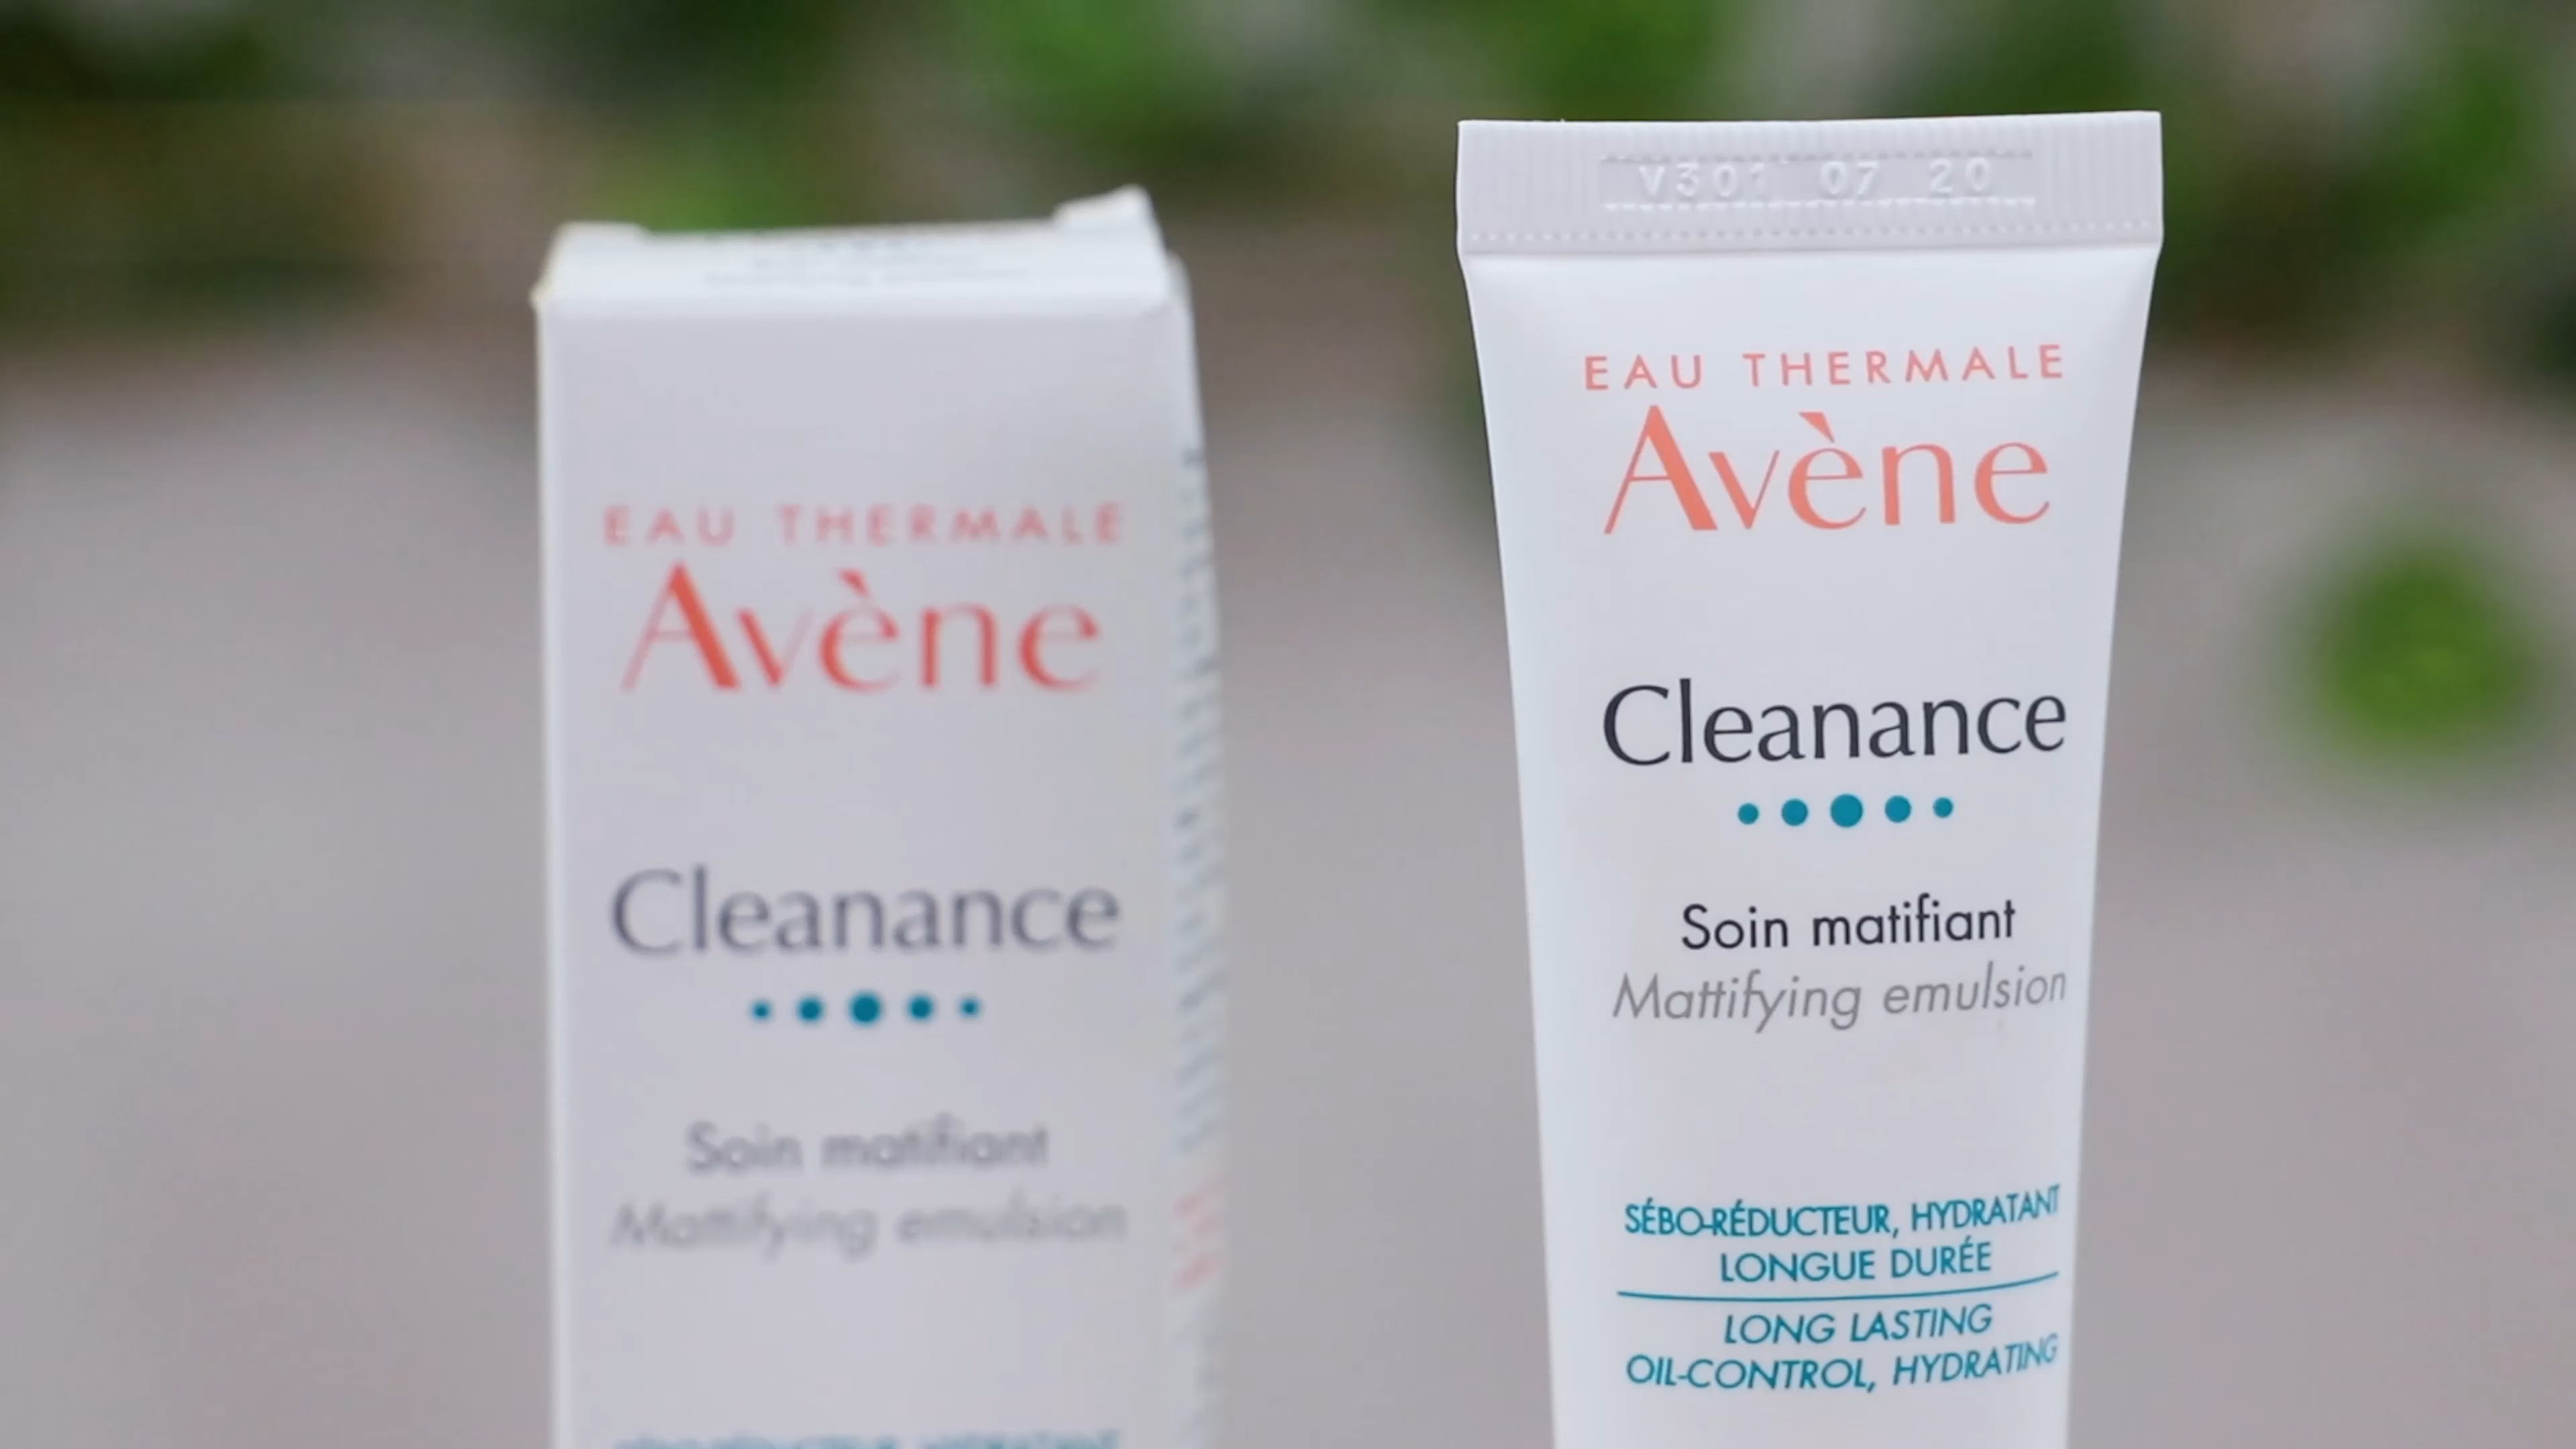 EAU THERMALE
Avène
Cleanance
Soin matifiant
Mattifying emulsion
V301 07 20
EAU THERMALE
Avène
Cleanance
Soin matifiant
Mattifying emulsion
SÉBO-RÉDUCTEUR, HYDRATANT
LONGUE DURÉE
LONG LASTING
OIL-CONTROL, HYDRATING